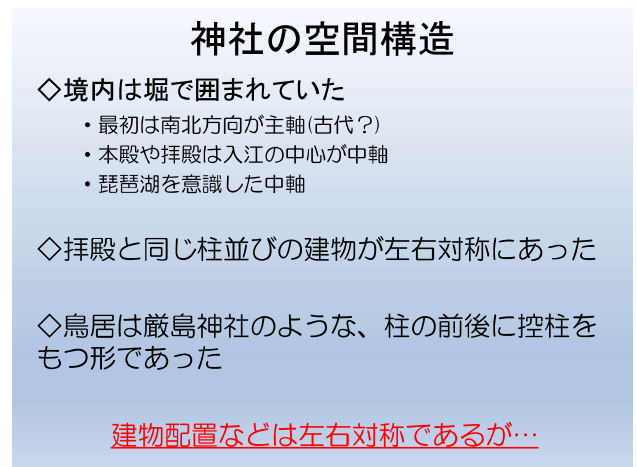 神社の空間構造
◇境内は堀で囲まれていた
・最初は南北方向が主軸(古代？)
・本殿や拝殿は入江の中心が中軸
・琵琶湖を意識した中軸
◇拝殿と同じ柱並びの建物が左右対称にあった
◇鳥居は厳島神社のような、柱の前後に控柱を
もつ形であった
建物配置などは左右対称であるが…